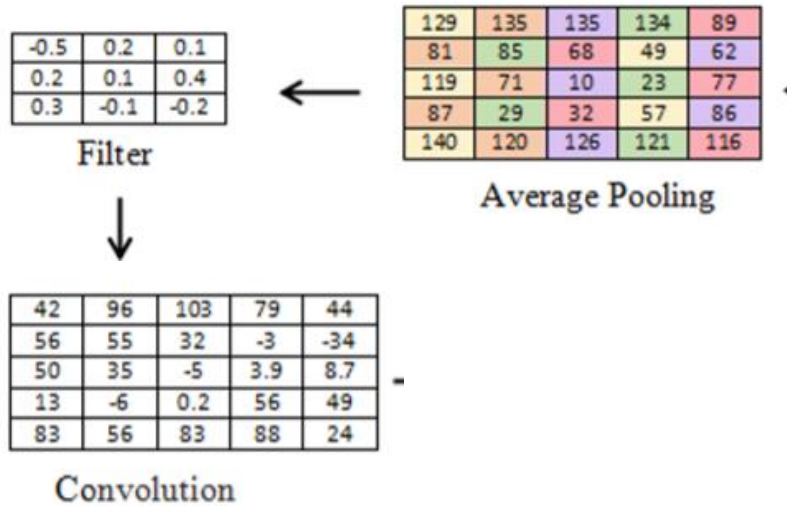 -0.5 0.2 0.1
0.2 0.1 0.4
0.3 -0.1 -0.2
Filter
129 135 135 134 89
81 85 68 49 62
119 71 10 23 77
87 29 32 57 86
140 120 126 121 116
Average Pooling
42 96 103 79 44
56 55 32 -3 -34
50 35 -5 3.9 8.7
13 -6 0.2 56 49
83 56 83 88 24
Convolution